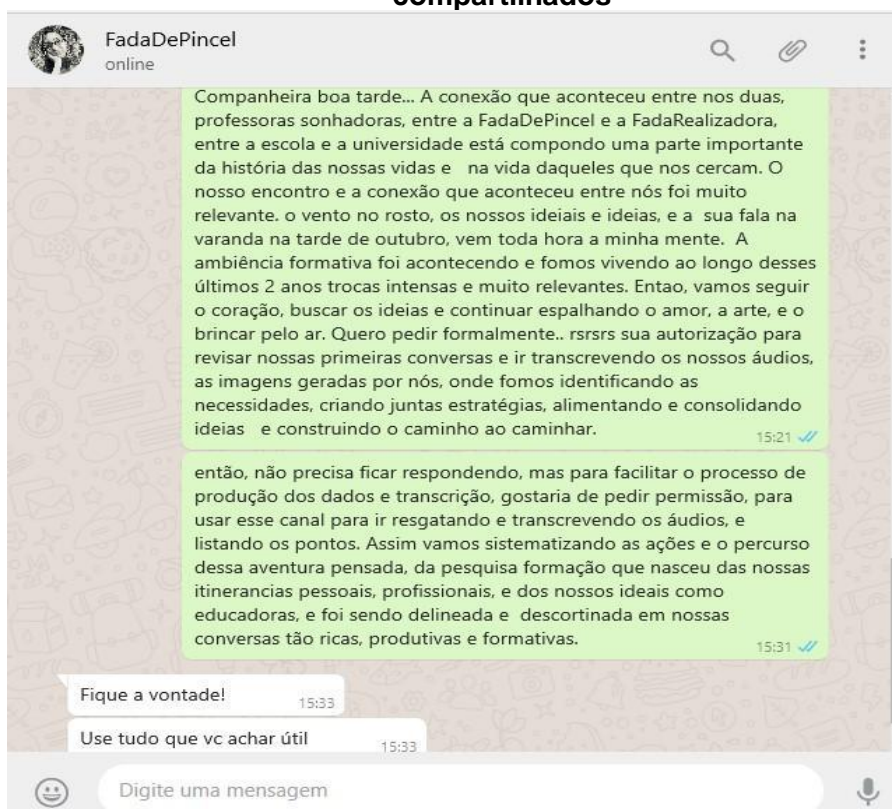 compartilhados
FadaDePincel
online
Companheira boa tarde... A conexão que aconteceu entre nos duas,
professoras sonhadoras, entre a FadaDePincel e a FadaRealizadora,
entre a escola e a universidade está compondo uma parte importante
da história das nossas vidas e na vida daqueles que nos cercam. O
nosso encontro e a conexão que aconteceu entre nós foi muito
relevante. o vento no rosto, os nossos ideiais e ideias, e a sua fala na
varanda na tarde de outubro, vem toda hora a minha mente. A
ambiência formativa foi acontecendo e fomos vivendo ao longo desses
últimos 2 anos trocas intensas e muito relevantes. Entao, vamos seguir
o coração, buscar os ideias e continuar espalhando o amor, a arte, e o
brincar pelo ar. Quero pedir formalmente.. rsrsrs sua autorização para
revisar nossas primeiras conversas e ir transcrevendo os nossos áudios,
as imagens geradas por nós, onde fomos identificando as
necessidades, criando juntas estratégias, alimentando e consolidando
ideias e construindo o caminho ao caminhar.
15:21
então, não precisa ficar respondendo, mas para facilitar o processo de
produção dos dados e transcrição, gostaria de pedir permissão, para
usar esse canal para ir resgatando e transcrevendo os áudios, e
listando os pontos. Assim vamos sistematizando as ações e o percurso
dessa aventura pensada, da pesquisa formação que nasceu das nossas
itinerancias pessoais, profissionais, e dos nossos ideais como
educadoras, e foi sendo delineada e descortinada em nossas
conversas tão ricas, produtivas e formativas.
15:31
Fique a vontade!
15:33
Use tudo que vc achar útil
15:33
Digite uma mensagem